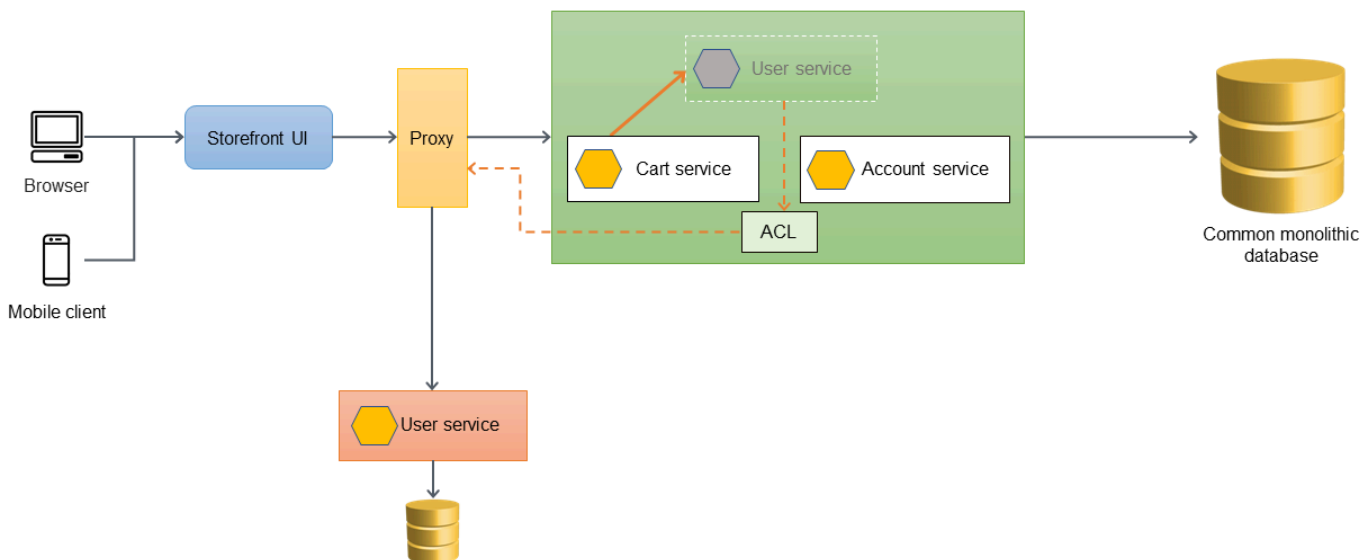 User service
Storefront UI
Proxy
Cart service
Account service
Browser
ACL
Common monolithic
database
Mobile client
User service